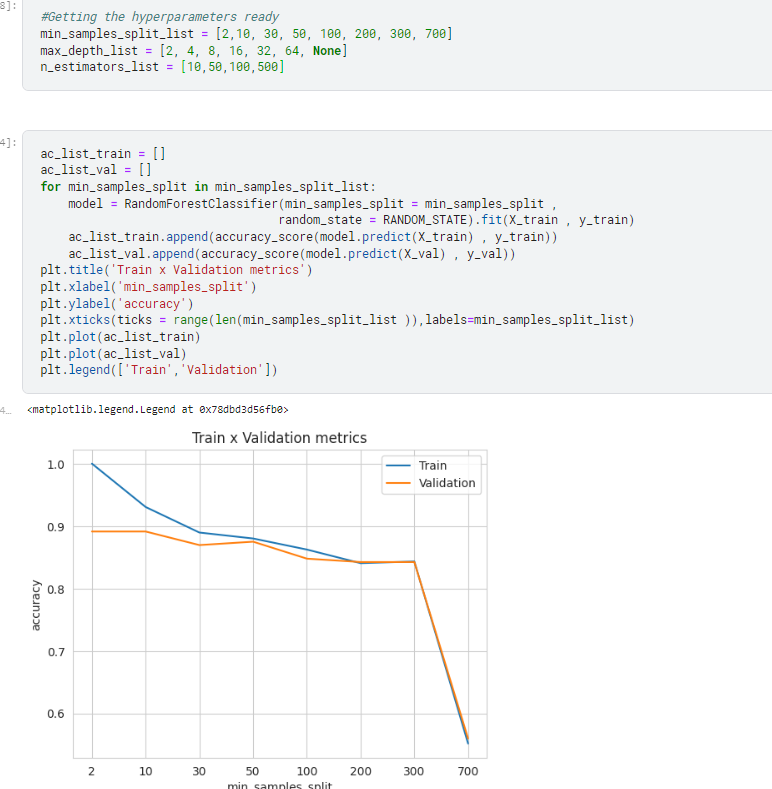 8]:
#Getting the hyperparameters ready
min_samples_split_list = [2,10, 30, 50, 100, 200, 300, 700]
max_depth_list = [2, 4, 8, 16, 32, 64, None]
n_estimators_list = [10,50,100,500]
4]:
ac_list_train = []
ac_list_val = []
for min_samples_split in min_samples_split_list:
    model = RandomForestClassifier(min_samples_split = min_samples_split ,
                                   random_state = RANDOM_STATE).fit(X_train , y_train)
    ac_list_train.append(accuracy_score(model.predict(X_train) , y_train))
    ac_list_val.append(accuracy_score(model.predict(X_val) , y_val))
plt.title('Train x Validation metrics')
plt.xlabel('min_samples_split')
plt.ylabel('accuracy')
plt.xticks(ticks = range(len(min_samples_split_list )),labels=min_samples_split_list)
plt.plot(ac_list_train)
plt.plot(ac_list_val)
plt.legend(['Train','Validation'])
4…
<matplotlib.legend.Legend at 0x78dbd3d56fb0>
Train x Validation metrics
Train
Validation
accuracy
1.0
0.9
0.8
0.7
0.6
2 10 30 50 100 200 300 700
min_samples_split